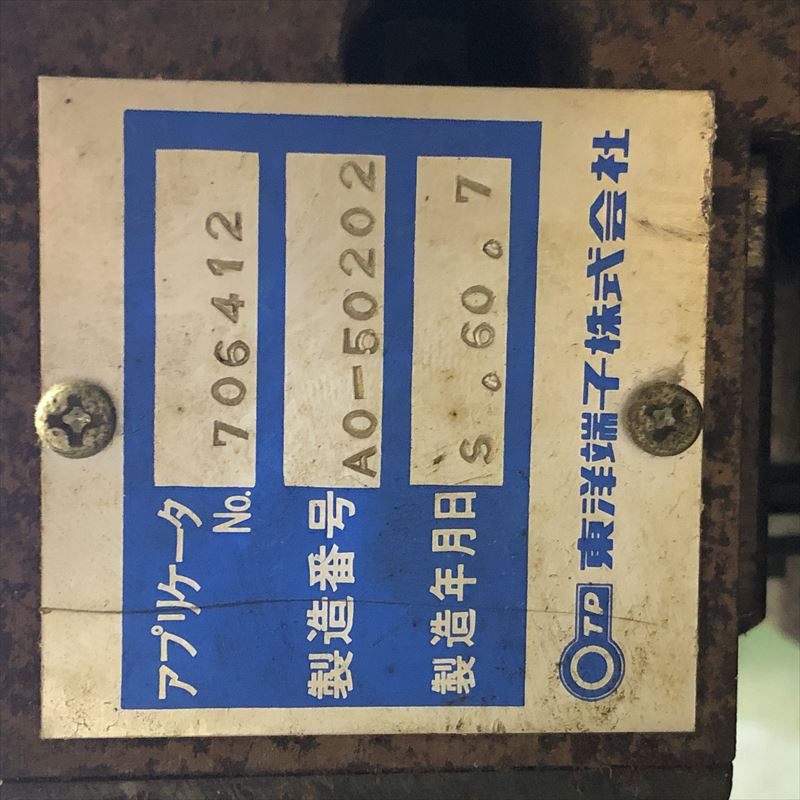 アプリケータ
No. 706412
製造番号 AO-50202
製造年月日 S.60.7
TP 東洋端子株式会社